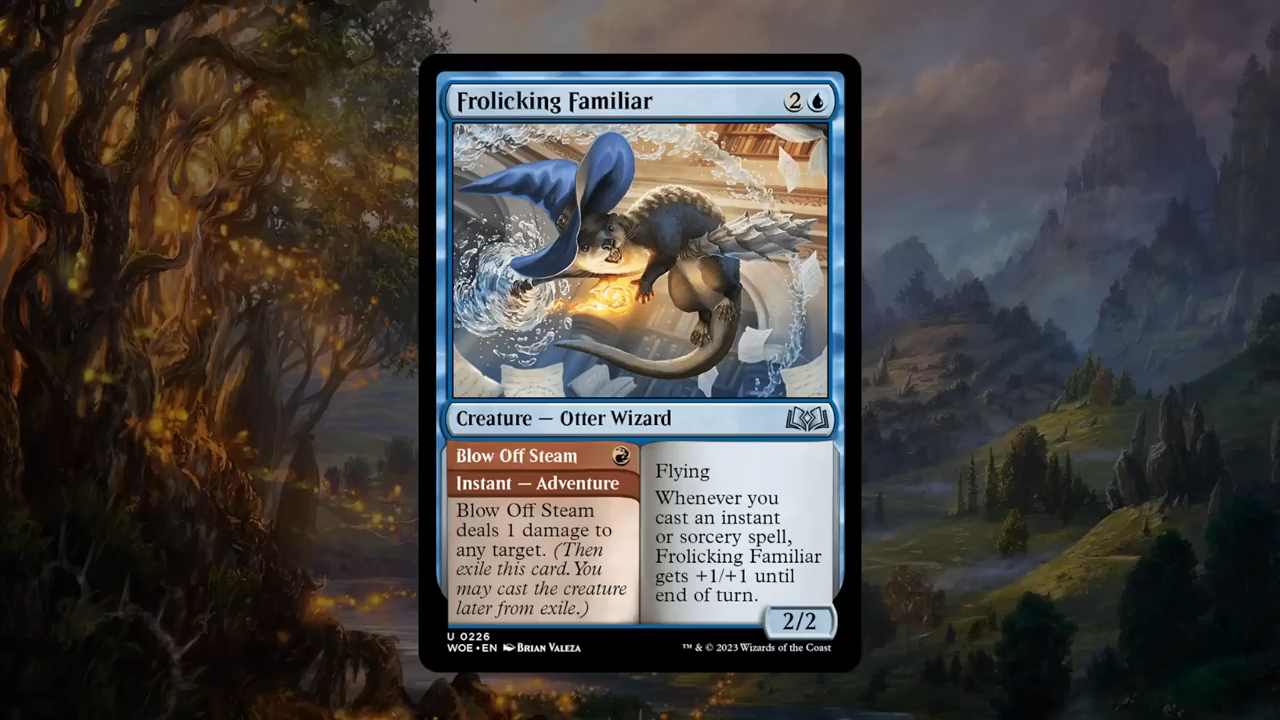 Frolicking Familiar 2
Creature — Otter Wizard
Blow Off Steam
Instant — Adventure
Blow Off Steam
deals 1 damage to
any target. (Then
exile this card. You
may cast the creature
later from exile.)
Flying
Whenever you
cast an instant
or sorcery spell,
Frolicking Familiar
gets +1/+1 until
end of turn.
2/2
U 0226
WOE • EN Brian Valeza
™ & © 2023 Wizards of the Coast